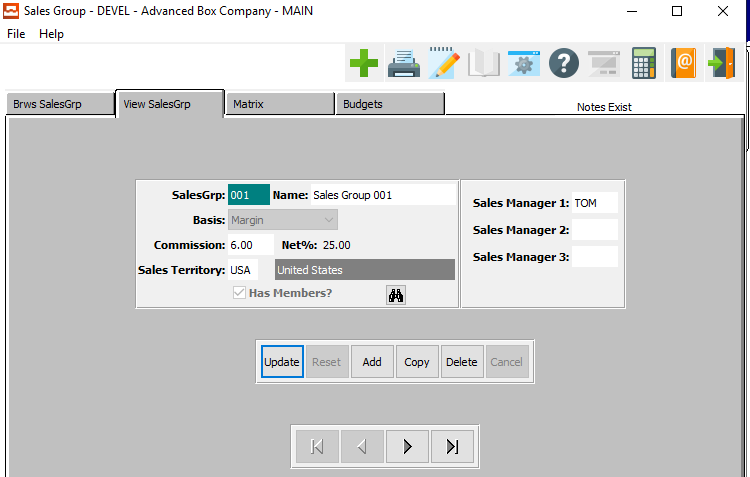 Sales Group - DEVEL - Advanced Box Company - MAIN
File Help
Brws SalesGrp View SalesGrp Matrix Budgets Notes Exist
SalesGrp: 001 Name: Sales Group 001
Basis: Margin
Commission: 6.00 Net%: 25.00
Sales Territory: USA United States
Has Members?
Sales Manager 1: TOM
Sales Manager 2:
Sales Manager 3:
Update Reset Add Copy Delete Cancel